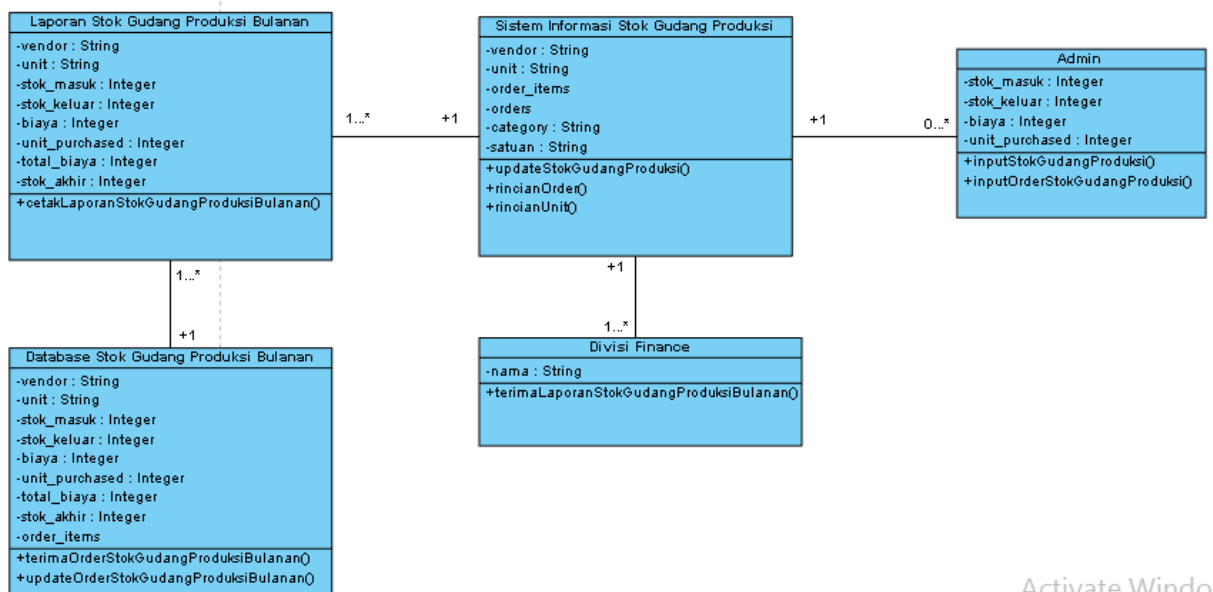 Laporan Stok Gudang Produksi Bulanan
-vendor : String
-unit : String
-stok_masuk : Integer
-stok_keluar : Integer
-biaya : Integer
-unit_purchased : Integer
-total_biaya : Integer
-stok_akhir : Integer
+cetakLaporanStokGudangProduksiBulanan()
1...*
+1
Sistem Informasi Stok Gudang Produksi
-vendor : String
-unit : String
-order_items
-orders
-category : String
-satuan : String
+updateStokGudangProduksi()
+rincianOrder()
+rincianUnit()
+1
0...*
Admin
-stok_masuk : Integer
-stok_keluar : Integer
-biaya : Integer
-unit_purchased : Integer
+inputStokGudangProduksi()
+inputOrderStokGudangProduksi()
1...*
+1
+1
1...*
Database Stok Gudang Produksi Bulanan
-vendor : String
-unit : String
-stok_masuk : Integer
-stok_keluar : Integer
-biaya : Integer
-unit_purchased : Integer
-total_biaya : Integer
-stok_akhir : Integer
-order_items
+terimaOrderStokGudangProduksiBulanan()
+updateOrderStokGudangProduksiBulanan()
Divisi Finance
-nama : String
+terimaLaporanStokGudangProduksiBulanan()
Activate Windo